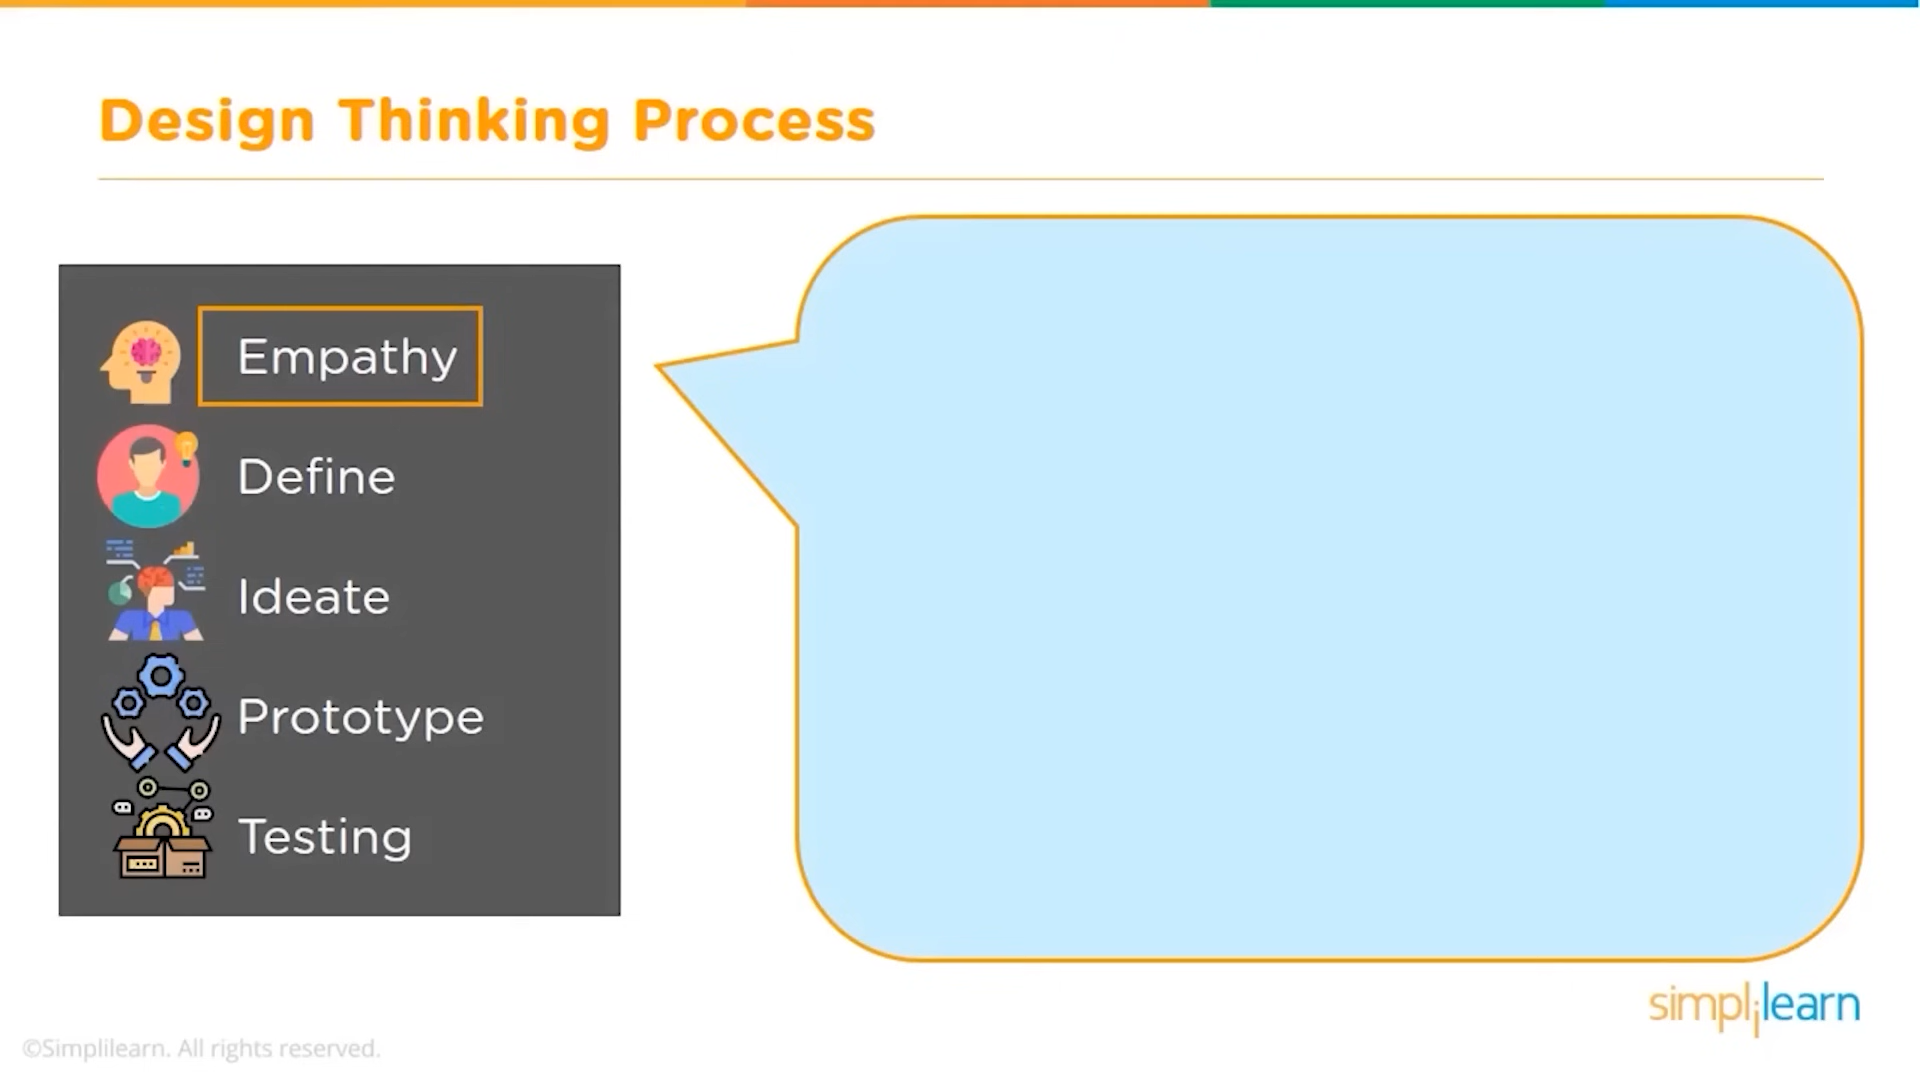 Design Thinking Process
Empathy
Define
Ideate
Prototype
Testing
simplilearn
©Simplilearn. All rights reserved.